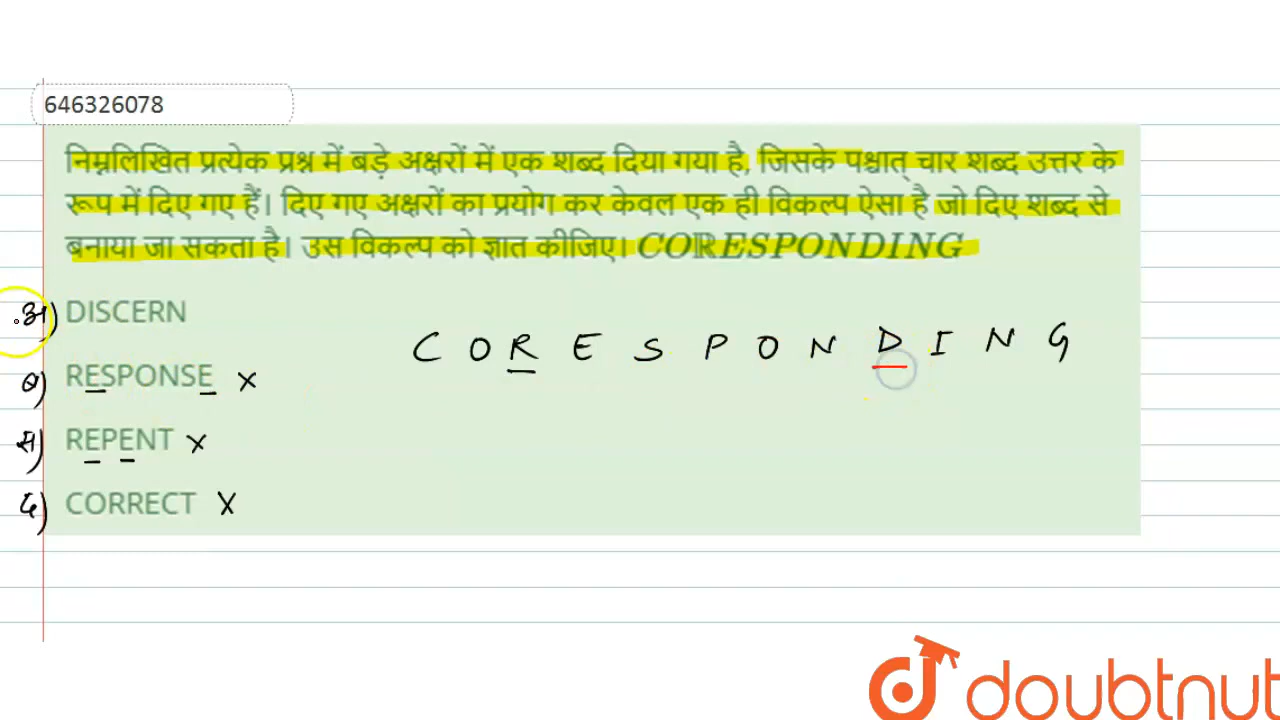 646326078
निम्नलिखित प्रत्येक प्रश्न में बड़े अक्षरों में एक शब्द दिया गया है, जिसके पश्चात् चार शब्द उत्तर के
रूप में दिए गए हैं। दिए गए अक्षरों का प्रयोग कर केवल एक ही विकल्प ऐसा है जो दिए शब्द से
बनाया जा सकता है। उस विकल्प को ज्ञात कीजिए। CORESPONDING
अ) DISCERN
C O R E S P O N D I N G
ब) RESPONSE X
स) REPENT X
द) CORRECT X
doubtnut